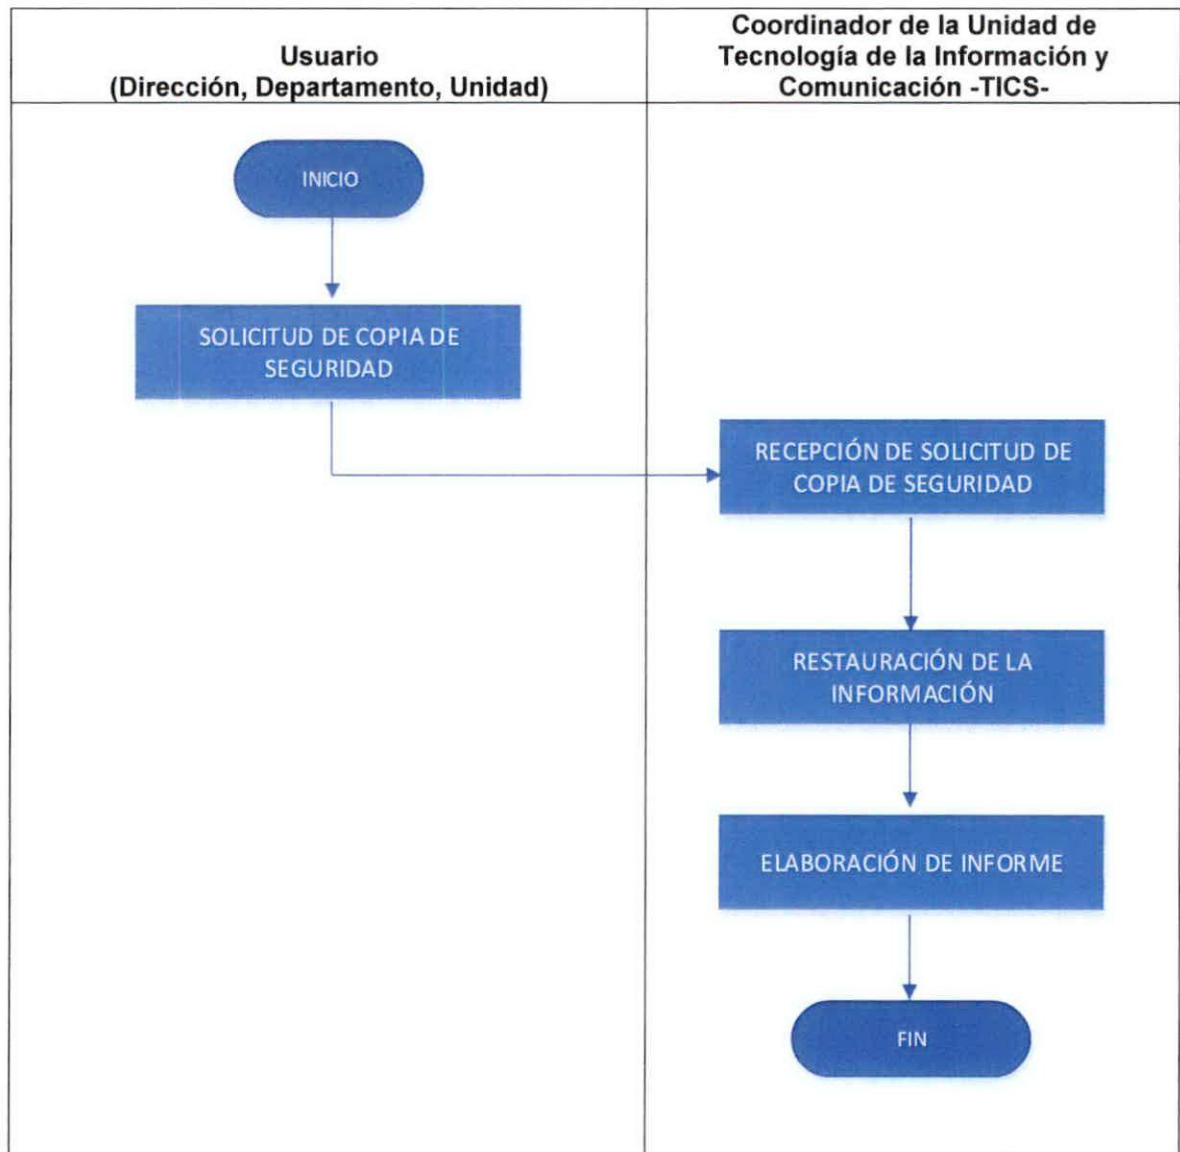 Usuario
(Dirección, Departamento, Unidad)
Coordinador de la Unidad de
Tecnología de la Información y
Comunicación -TICS-
INICIO
SOLICITUD DE COPIA DE
SEGURIDAD
RECEPCIÓN DE SOLICITUD DE
COPIA DE SEGURIDAD
RESTAURACIÓN DE LA
INFORMACIÓN
ELABORACIÓN DE INFORME
FIN